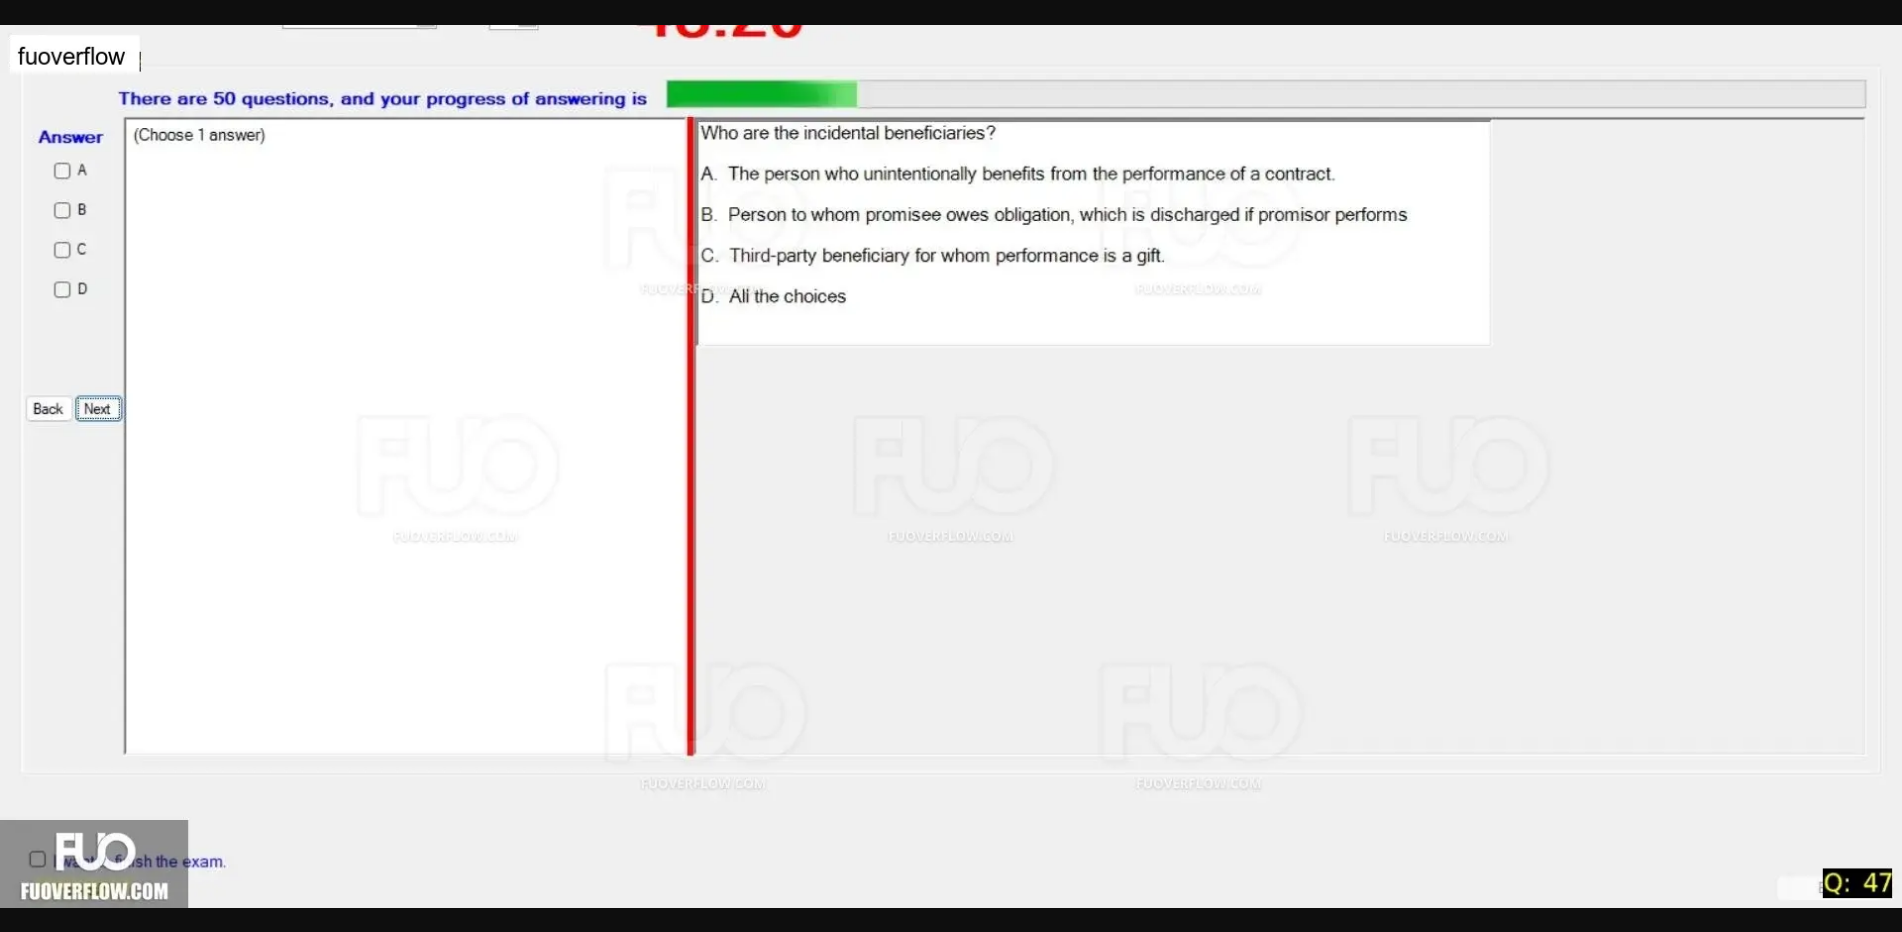 fuoverflow
There are 50 questions, and your progress of answering is
Answer
(Choose 1 answer)
A
B
C
D
Back Next
Who are the incidental beneficiaries?
A. The person who unintentionally benefits from the performance of a contract.
B. Person to whom promisee owes obligation, which is discharged if promisor performs
C. Third-party beneficiary for whom performance is a gift.
D. All the choices
FUO
FUOVERFLOW.COM
FUO
FUOVERFLOW.COM
FUO
FUOVERFLOW.COM
FUO
FUOVERFLOW.COM
FUO
FUOVERFLOW.COM
FUO
FUOVERFLOW.COM
FUO
FUOVERFLOW.COM
the exam.
FUO
FUOVERFLOW.COM
Q: 47